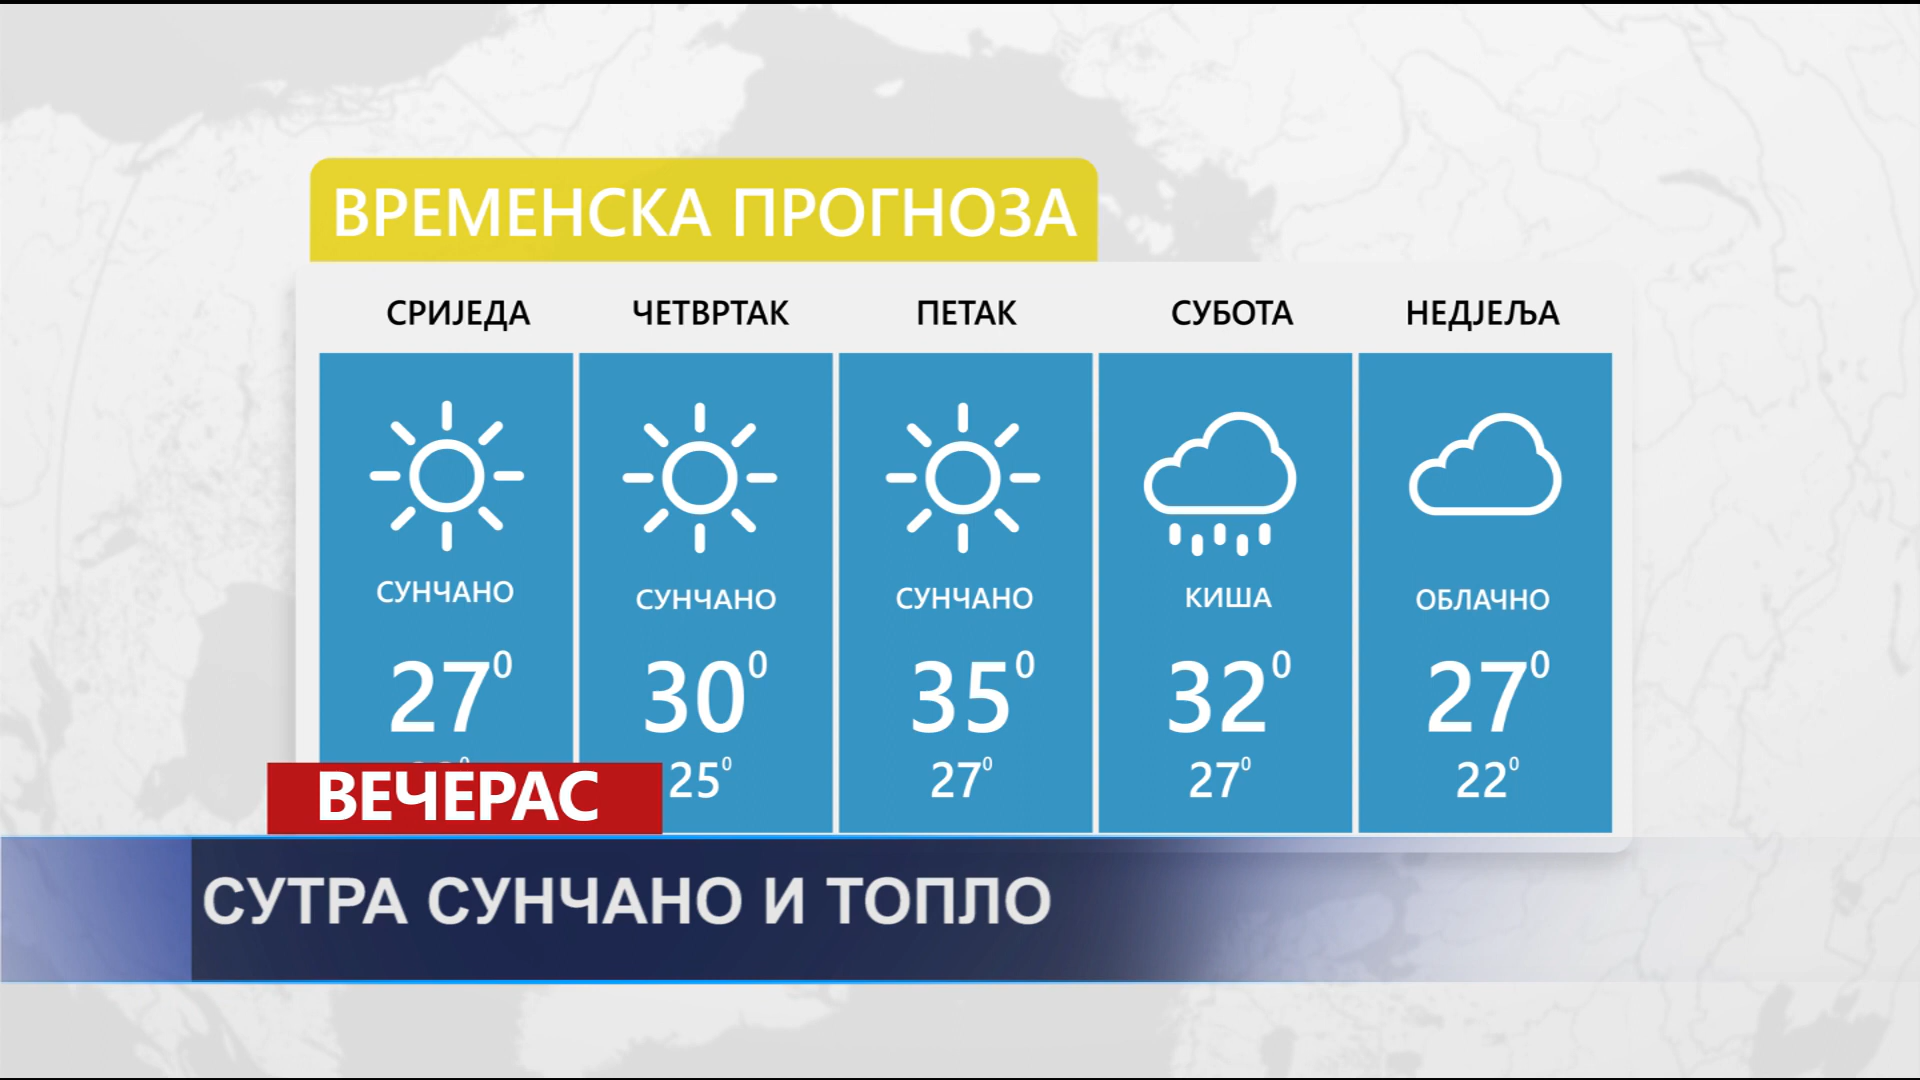 ВРЕМЕНСКА ПРОГНОЗА
СРИЈЕДА ЧЕТВРТАК ПЕТАК СУБОТА НЕДЈЕЉА
СУНЧАНО СУНЧАНО СУНЧАНО КИША ОБЛАЧНО
27⁰ 30⁰ 35⁰ 32⁰ 27⁰
25⁰ 27⁰ 27⁰ 22⁰
ВЕЧЕРАС
СУТРА СУНЧАНО И ТОПЛО